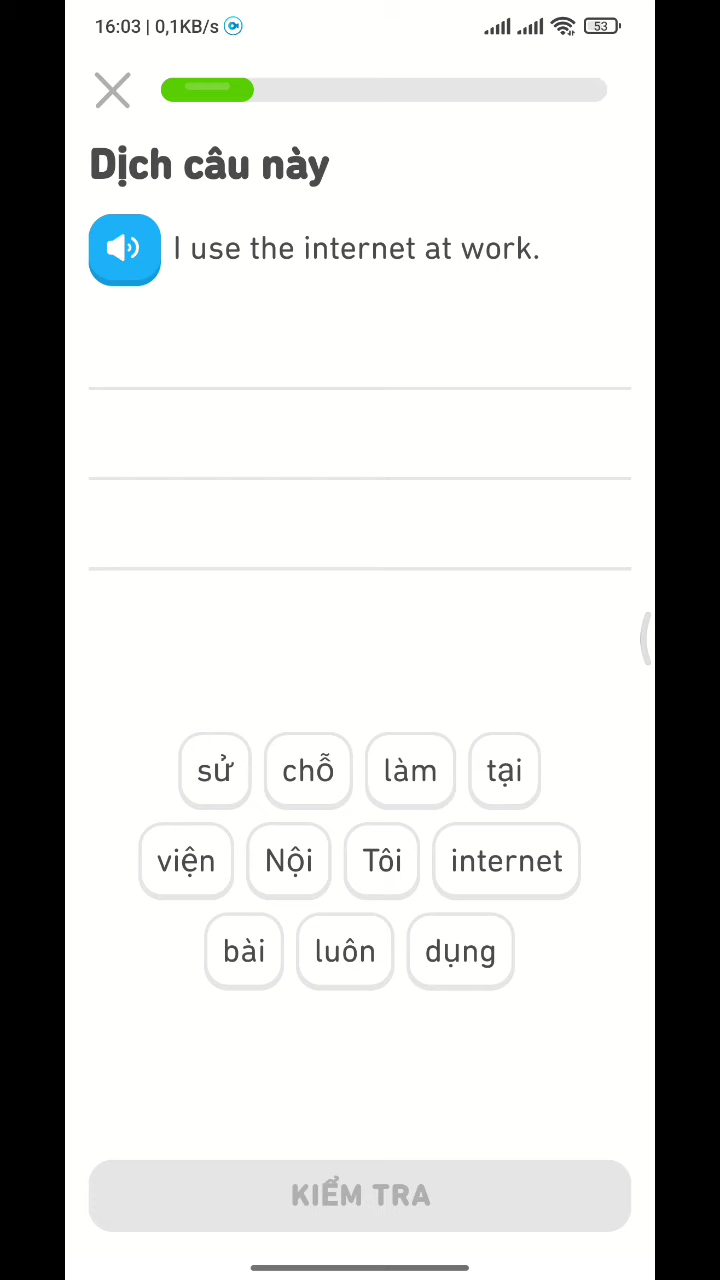 16:03 | 0,1KB/s 53
Dịch câu này
I use the internet at work.
sử chỗ làm tại
viện Nội Tôi internet
bài luôn dụng
KIỂM TRA